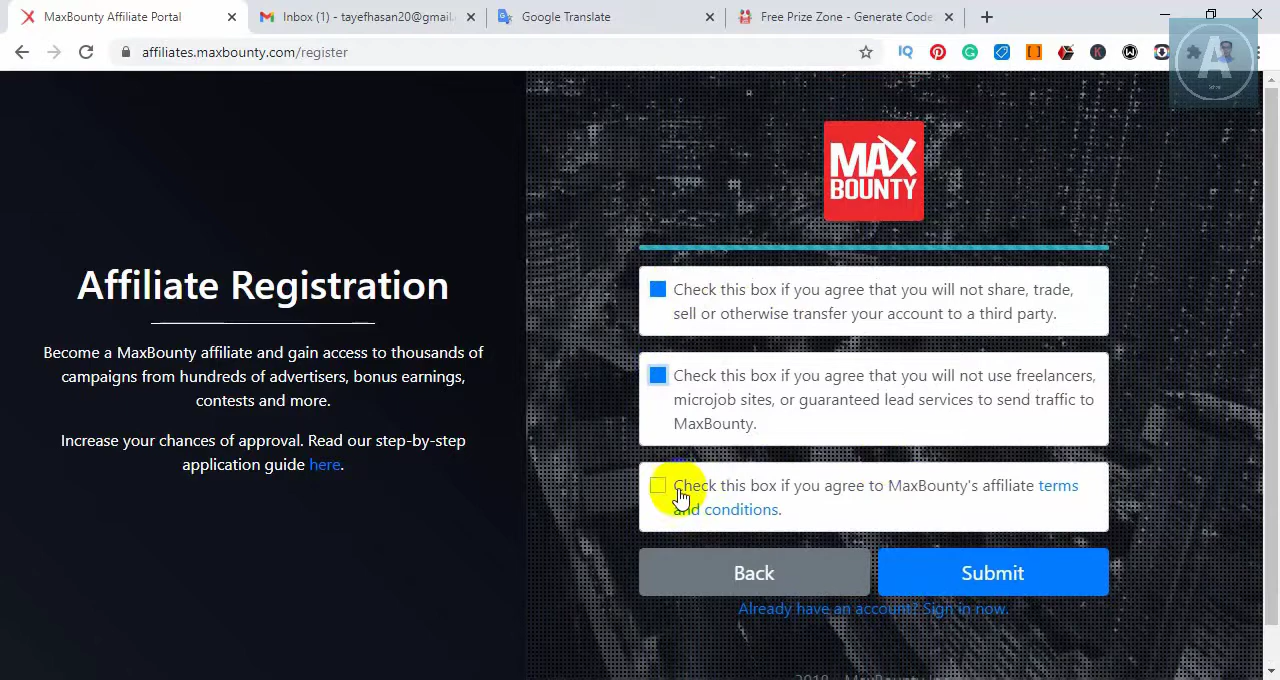 MaxBounty Affiliate Portal
Inbox (1) - tayefhasan20@gmail.
Google Translate
Free Prize Zone - Generate Code
affiliates.maxbounty.com/register
A
MAX
BOUNTY
Affiliate Registration
Become a MaxBounty affiliate and gain access to thousands of
campaigns from hundreds of advertisers, bonus earnings,
contests and more.
Increase your chances of approval. Read our step-by-step
application guide here.
Check this box if you agree that you will not share, trade,
sell or otherwise transfer your account to a third party.
Check this box if you agree that you will not use freelancers,
microjob sites, or guaranteed lead services to send traffic to
MaxBounty.
Check this box if you agree to MaxBounty's affiliate terms
and conditions.
Back
Submit
Already have an account? Sign in now.